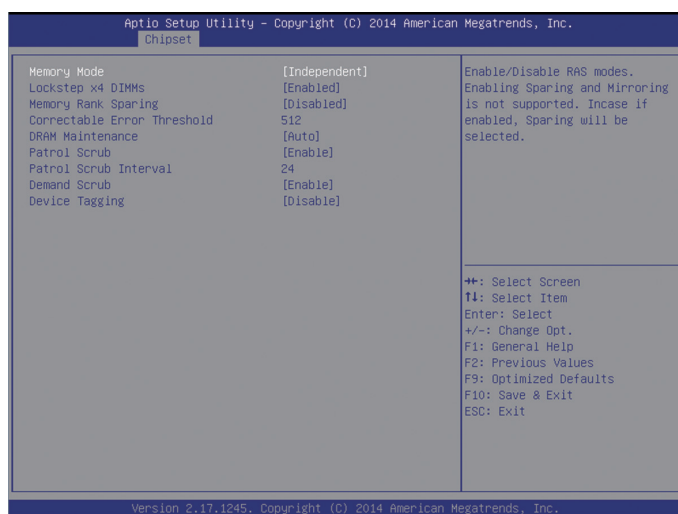 Aptio Setup Utility – Copyright (C) 2014 American Megatrends, Inc.
Chipset
Memory Mode [Independent]
Lockstep x4 DIMMs [Enabled]
Memory Rank Sparing [Disabled]
Correctable Error Threshold 512
DRAM Maintenance [Auto]
Patrol Scrub [Enable]
Patrol Scrub Interval 24
Demand Scrub [Enable]
Device Tagging [Disable]
Enable/Disable RAS modes.
Enabling Sparing and Mirroring
is not supported. Incase if
enabled, Sparing will be
selected.
→←: Select Screen
↑↓: Select Item
Enter: Select
+/-: Change Opt.
F1: General Help
F2: Previous Values
F9: Optimized Defaults
F10: Save & Exit
ESC: Exit
Version 2.17.1245. Copyright (C) 2014 American Megatrends, Inc.